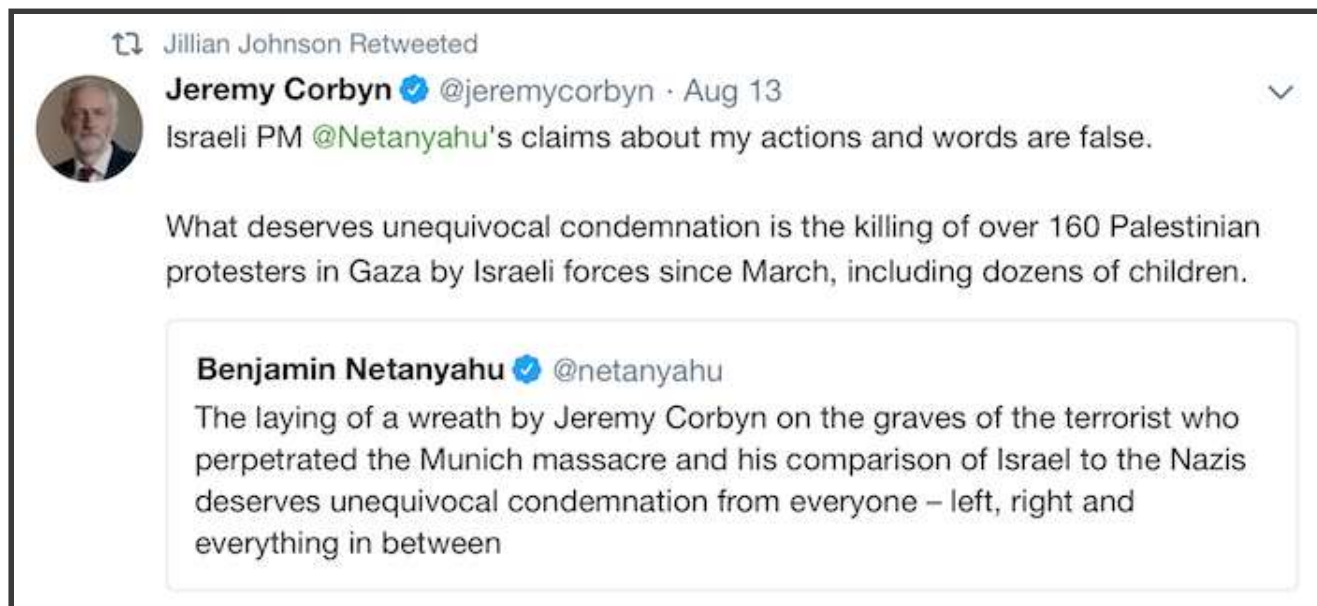 Jillian Johnson Retweeted
Jeremy Corbyn @jeremycorbyn · Aug 13
Israeli PM @Netanyahu's claims about my actions and words are false.
What deserves unequivocal condemnation is the killing of over 160 Palestinian
protesters in Gaza by Israeli forces since March, including dozens of children.
Benjamin Netanyahu @netanyahu
The laying of a wreath by Jeremy Corbyn on the graves of the terrorist who
perpetrated the Munich massacre and his comparison of Israel to the Nazis
deserves unequivocal condemnation from everyone – left, right and
everything in between